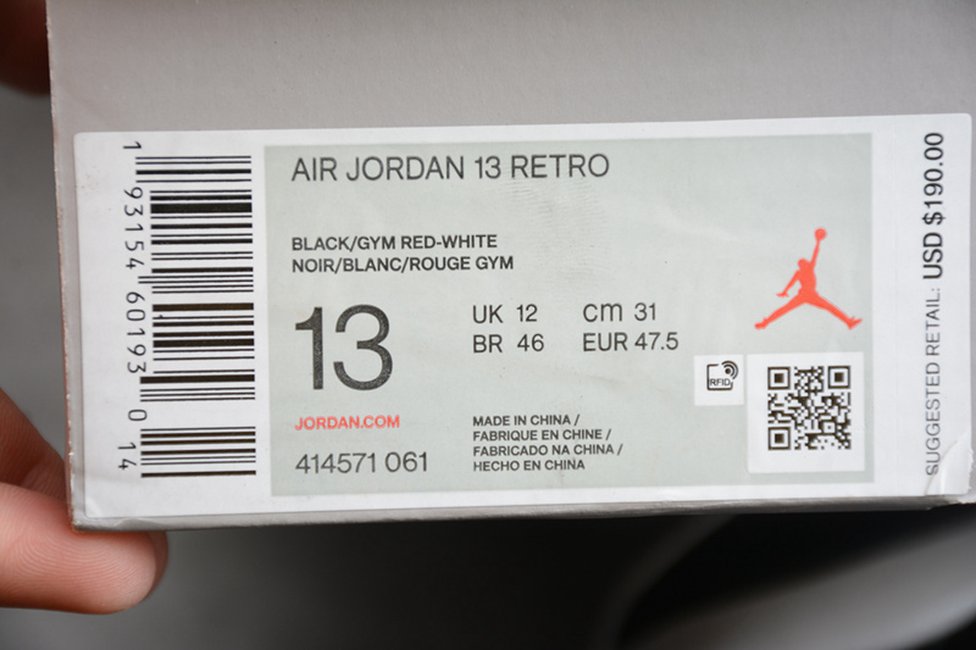 AIR JORDAN 13 RETRO
BLACK/GYM RED-WHITE
NOIR/BLANC/ROUGE GYM
13
UK 12 Cm 31
BR 46 EUR 47.5
JORDAN.COM
414571 061
MADE IN CHINA /
FABRIQUE EN CHINE /
FABRICADO NA CHINA /
HECHO EN CHINA
RFID
SUGGESTED RETAIL: USD $190.00
1 93154 60193 0 14